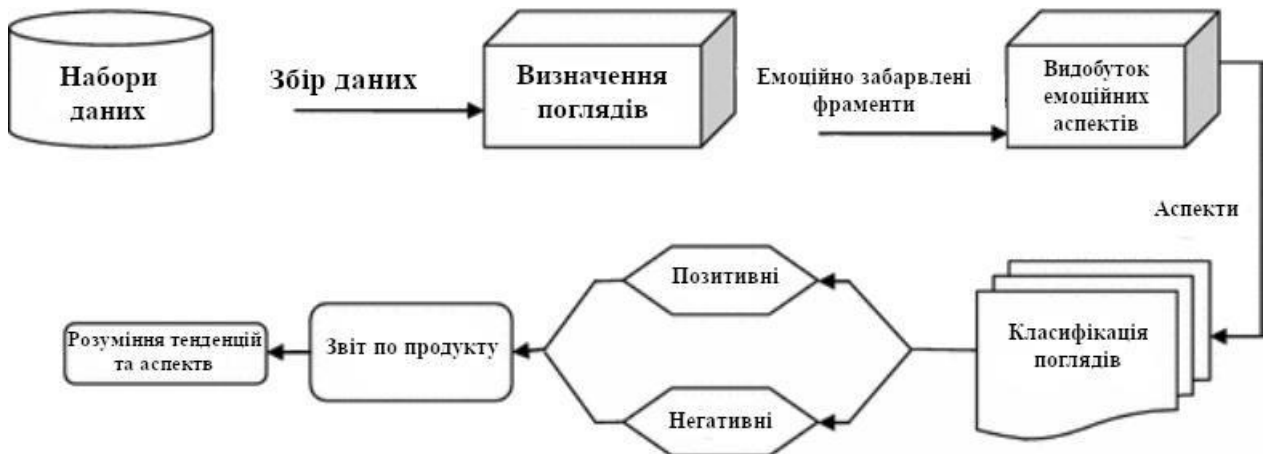 Набори
даних
Збір даних
Визначення
поглядів
Емоційно забарвлені
фраменти
Видобуток
емоційних
аспектів
Аспекти
Класифікація
поглядів
Позитивні
Негативні
Звіт по продукту
Розуміння тенденцій
та аспектв